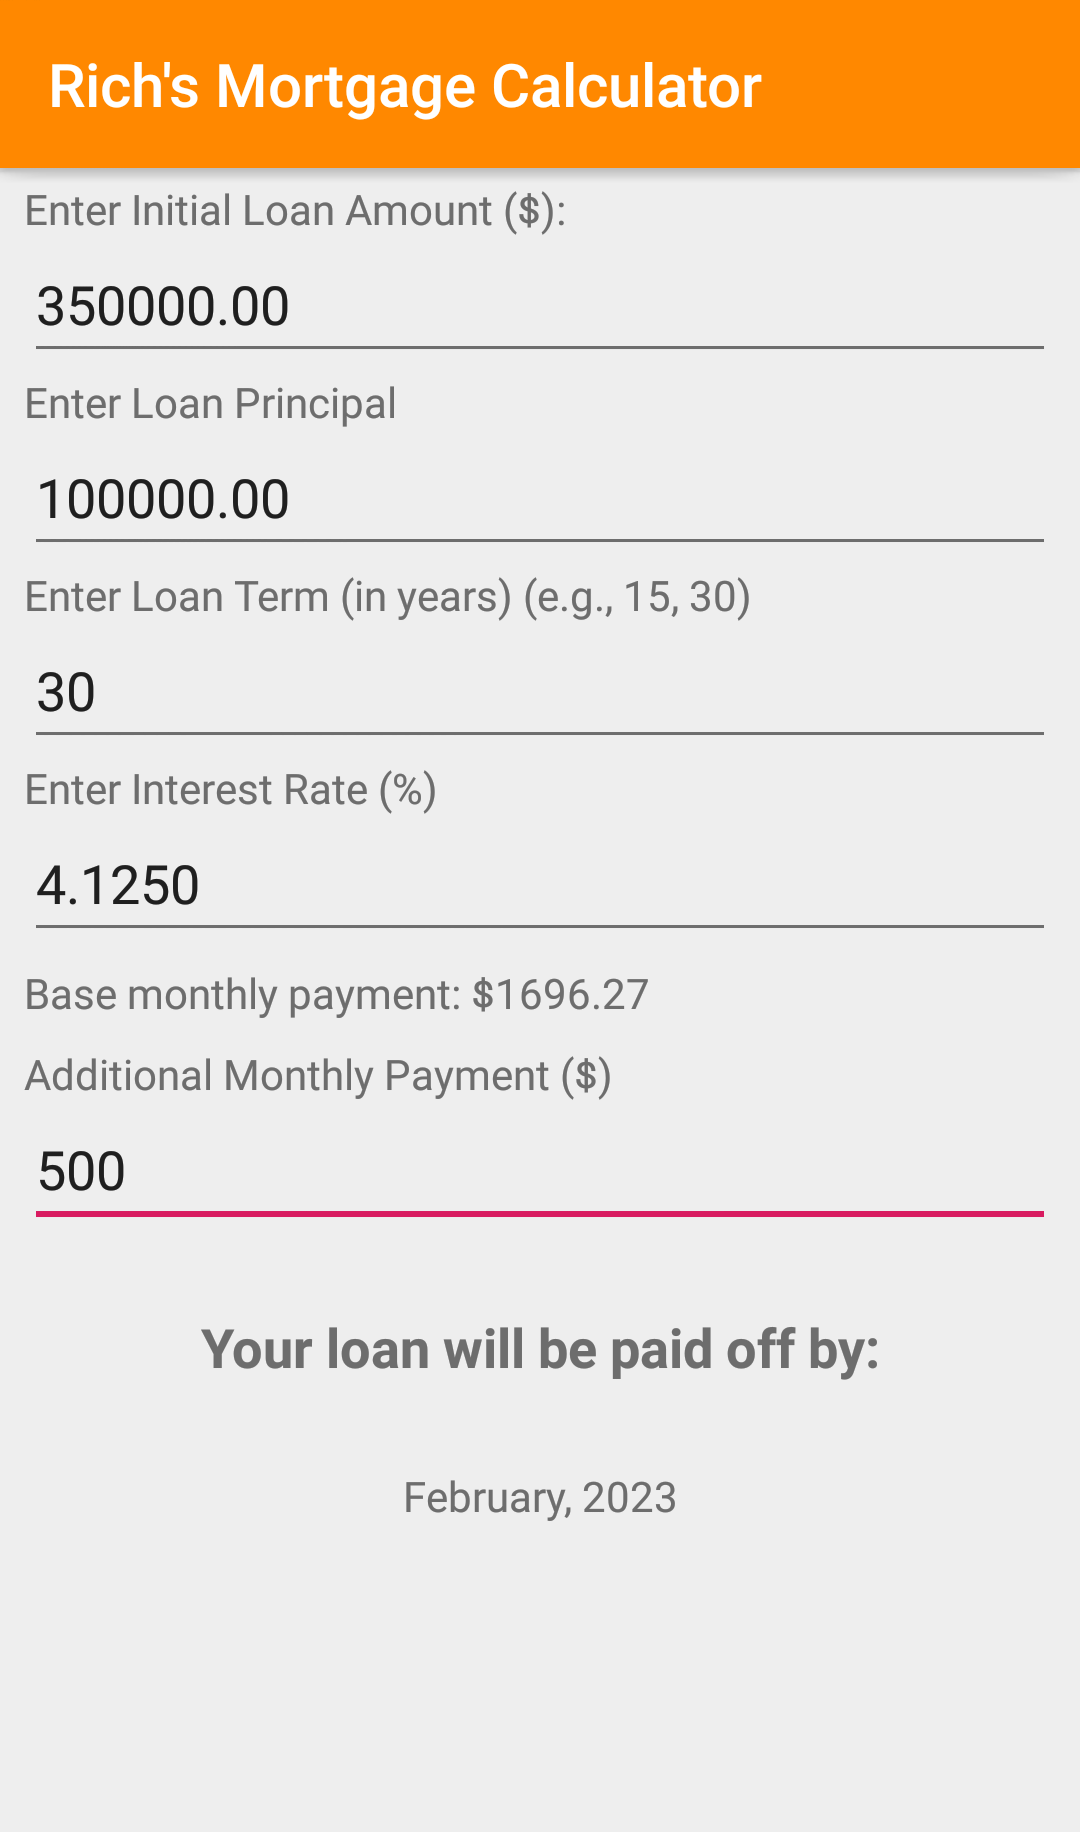 Rich's Mortgage Calculator
Enter Initial Loan Amount ($):
350000.00
Enter Loan Principal
100000.00
Enter Loan Term (in years) (e.g., 15, 30)
30
Enter Interest Rate (%)
4.1250
Base monthly payment: $1696.27
Additional Monthly Payment ($)
500
Your loan will be paid off by:
February, 2023